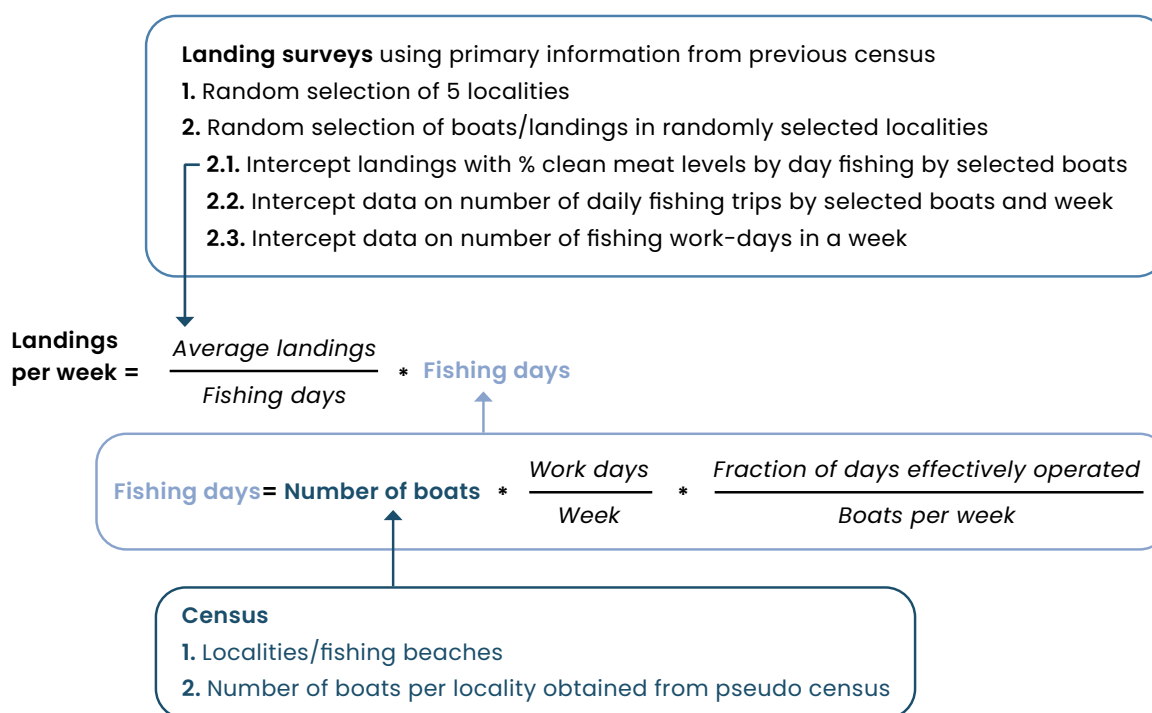 Landing surveys using primary information from previous census
1. Random selection of 5 localities
2. Random selection of boats/landings in randomly selected localities
2.1. Intercept landings with % clean meat levels by day fishing by selected boats
2.2. Intercept data on number of daily fishing trips by selected boats and week
2.3. Intercept data on number of fishing work-days in a week
Landings
per week =
Average landings
Fishing days
* Fishing days
Fishing days= Number of boats *
Work days
Week
*
Fraction of days effectively operated
Boats per week
Census
1. Localities/fishing beaches
2. Number of boats per locality obtained from pseudo census